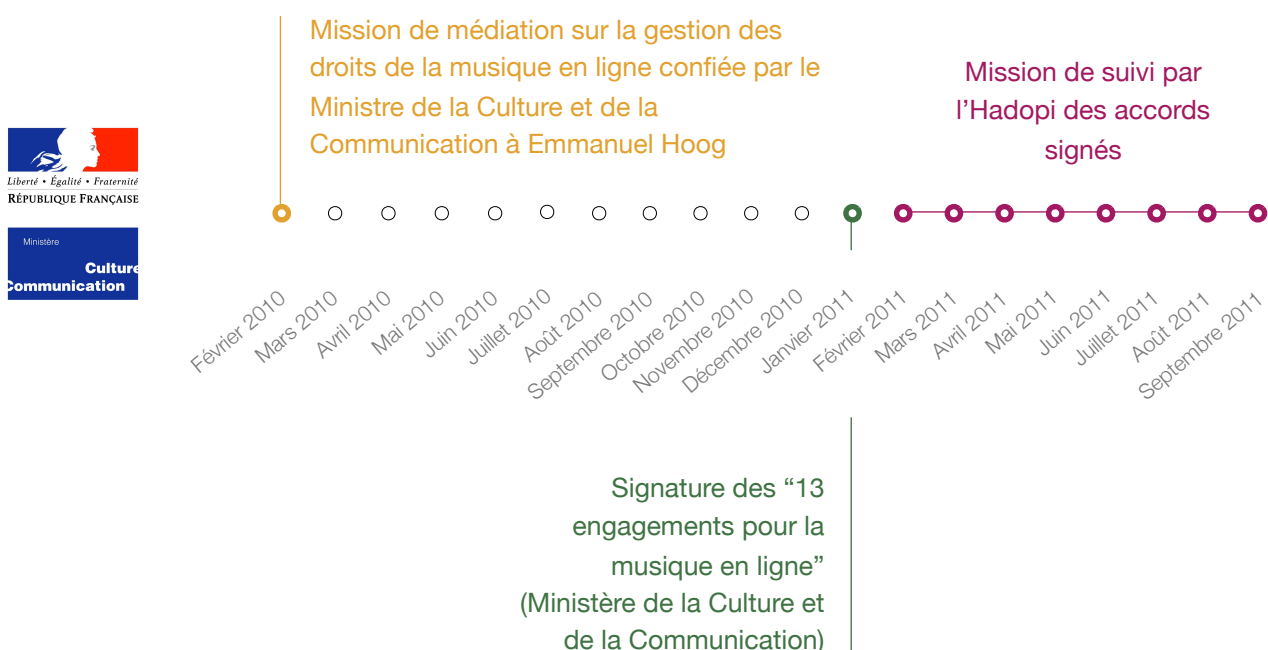 Mission de médiation sur la gestion des
droits de la musique en ligne confiée par le
Ministre de la Culture et de la
Communication à Emmanuel Hoog
Mission de suivi par
l’Hadopi des accords
signés
Liberté • Égalité • Fraternité
RÉPUBLIQUE FRANÇAISE
Ministère
Culture
Communication
Février 2010
Mars 2010
Avril 2010
Mai 2010
Juin 2010
Juillet 2010
Août 2010
Septembre 2010
Octobre 2010
Novembre 2010
Décembre 2010
Janvier 2011
Février 2011
Mars 2011
Avril 2011
Mai 2011
Juin 2011
Juillet 2011
Août 2011
Septembre 2011
Signature des “13
engagements pour la
musique en ligne”
(Ministère de la Culture et
de la Communication)